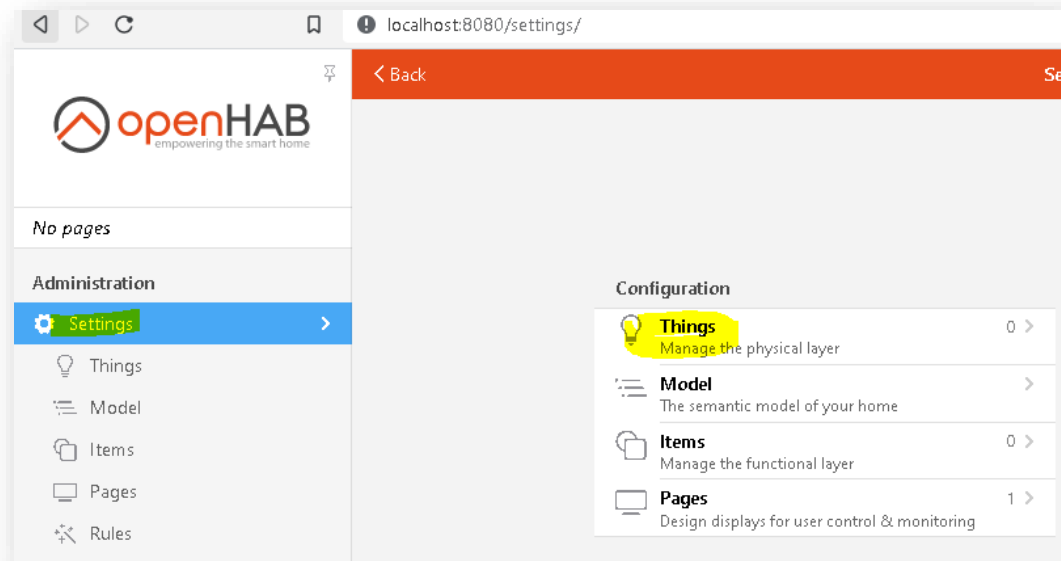 localhost:8080/settings/
< Back
Se
openHAB
empowering the smart home
No pages
Administration
Settings
Things
Model
Items
Pages
Rules
Configuration
Things 0
Manage the physical layer
Model
The semantic model of your home
Items 0
Manage the functional layer
Pages 1
Design displays for user control & monitoring